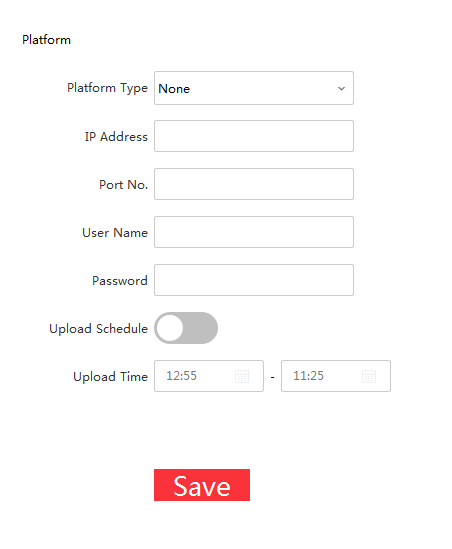 Platform
Platform Type None
IP Address
Port No.
User Name
Password
Upload Schedule
Upload Time 12:55 - 11:25
Save